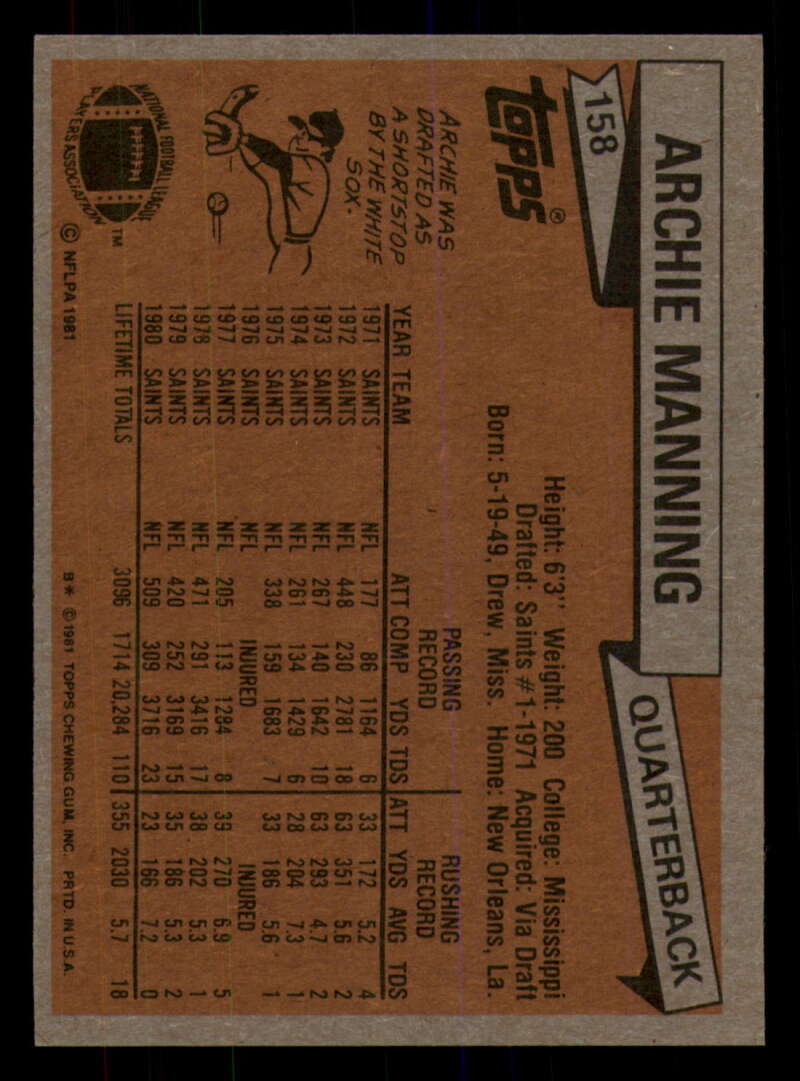 158
ARCHIE MANNING
QUARTERBACK
topps®
Height: 6'3" Weight: 200 College: Mississippi
Drafted: Saints #1-1971 Acquired: Via Draft
Born: 5-19-49, Drew, Miss. Home: New Orleans, La.
ARCHIE WAS
DRAFTED AS
A SHORTSTOP
BY THE WHITE
SOX.
PASSING RUSHING
RECORD RECORD
YEAR TEAM ATT COMP YDS TDS ATT YDS AVG TDS
1971 SAINTS NFL 177 86 1164 6 33 172 5.2 4
1972 SAINTS NFL 448 230 2781 18 63 351 5.6 2
1973 SAINTS NFL 267 140 1642 10 63 293 4.7 2
1974 SAINTS NFL 261 134 1429 6 28 204 7.3 1
1975 SAINTS NFL 338 159 1683 7 33 186 5.6 1
1976 SAINTS NFL INJURED INJURED
1977 SAINTS NFL 205 113 1284 8 39 270 6.9 5
1978 SAINTS NFL 471 291 3416 17 38 202 5.3 1
1979 SAINTS NFL 420 252 3169 15 35 186 5.3 2
1980 SAINTS NFL 509 309 3716 23 23 166 7.2 0
LIFETIME TOTALS 3096 1714 20,284 110 355 2030 5.7 18
NATIONAL FOOTBALL LEAGUE
PLAYERS ASSOCIATION
TM
© NFLPA 1981
B* © 1981 TOPPS CHEWING GUM, INC. PRTD. IN U.S.A.